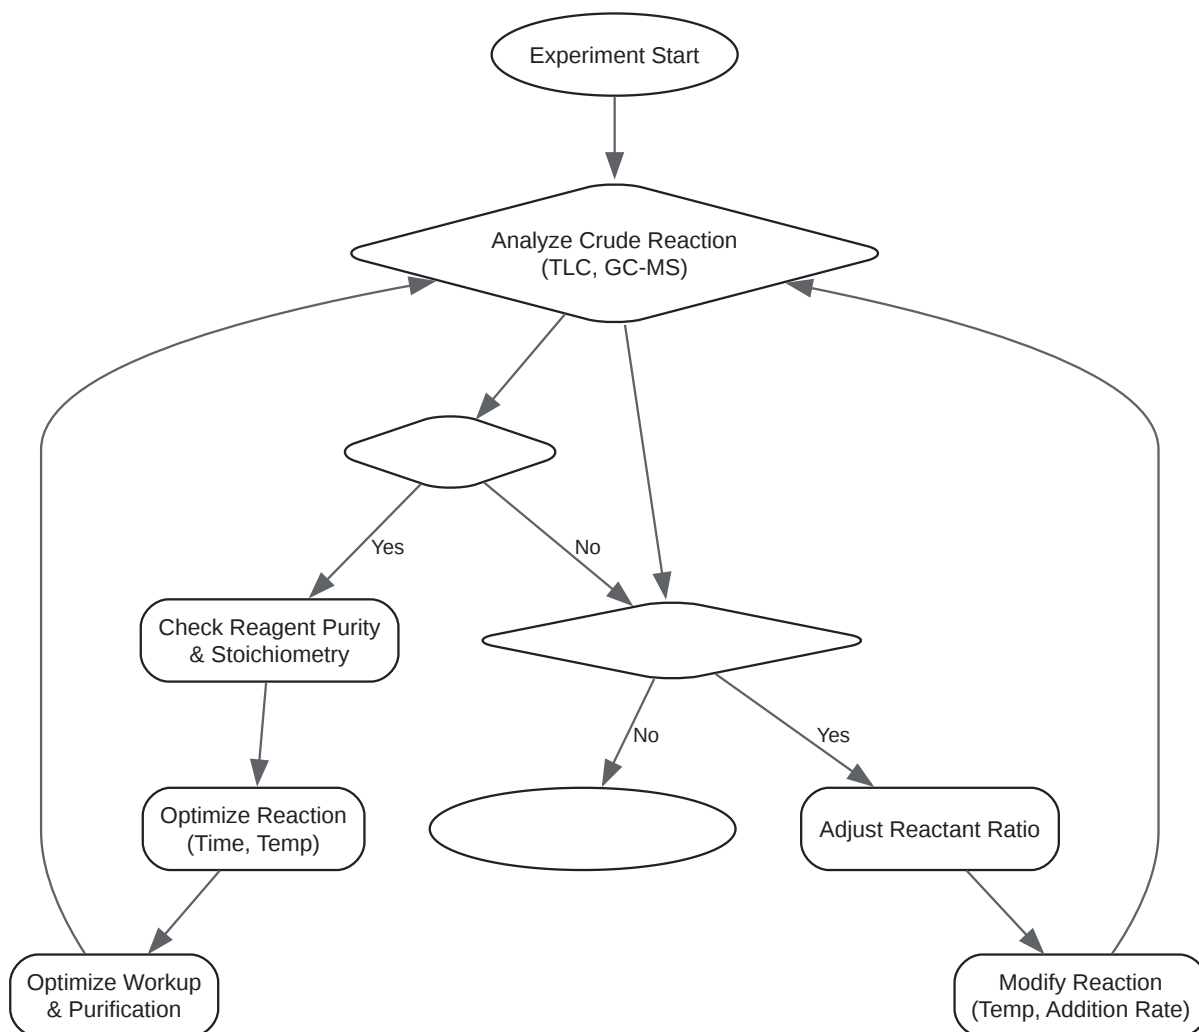 Experiment Start
Analyze Crude Reaction
(TLC, GC-MS)
Yes
No
Check Reagent Purity
& Stoichiometry
No
Yes
Optimize Reaction
(Time, Temp)
Adjust Reactant Ratio
Optimize Workup
& Purification
Modify Reaction
(Temp, Addition Rate)